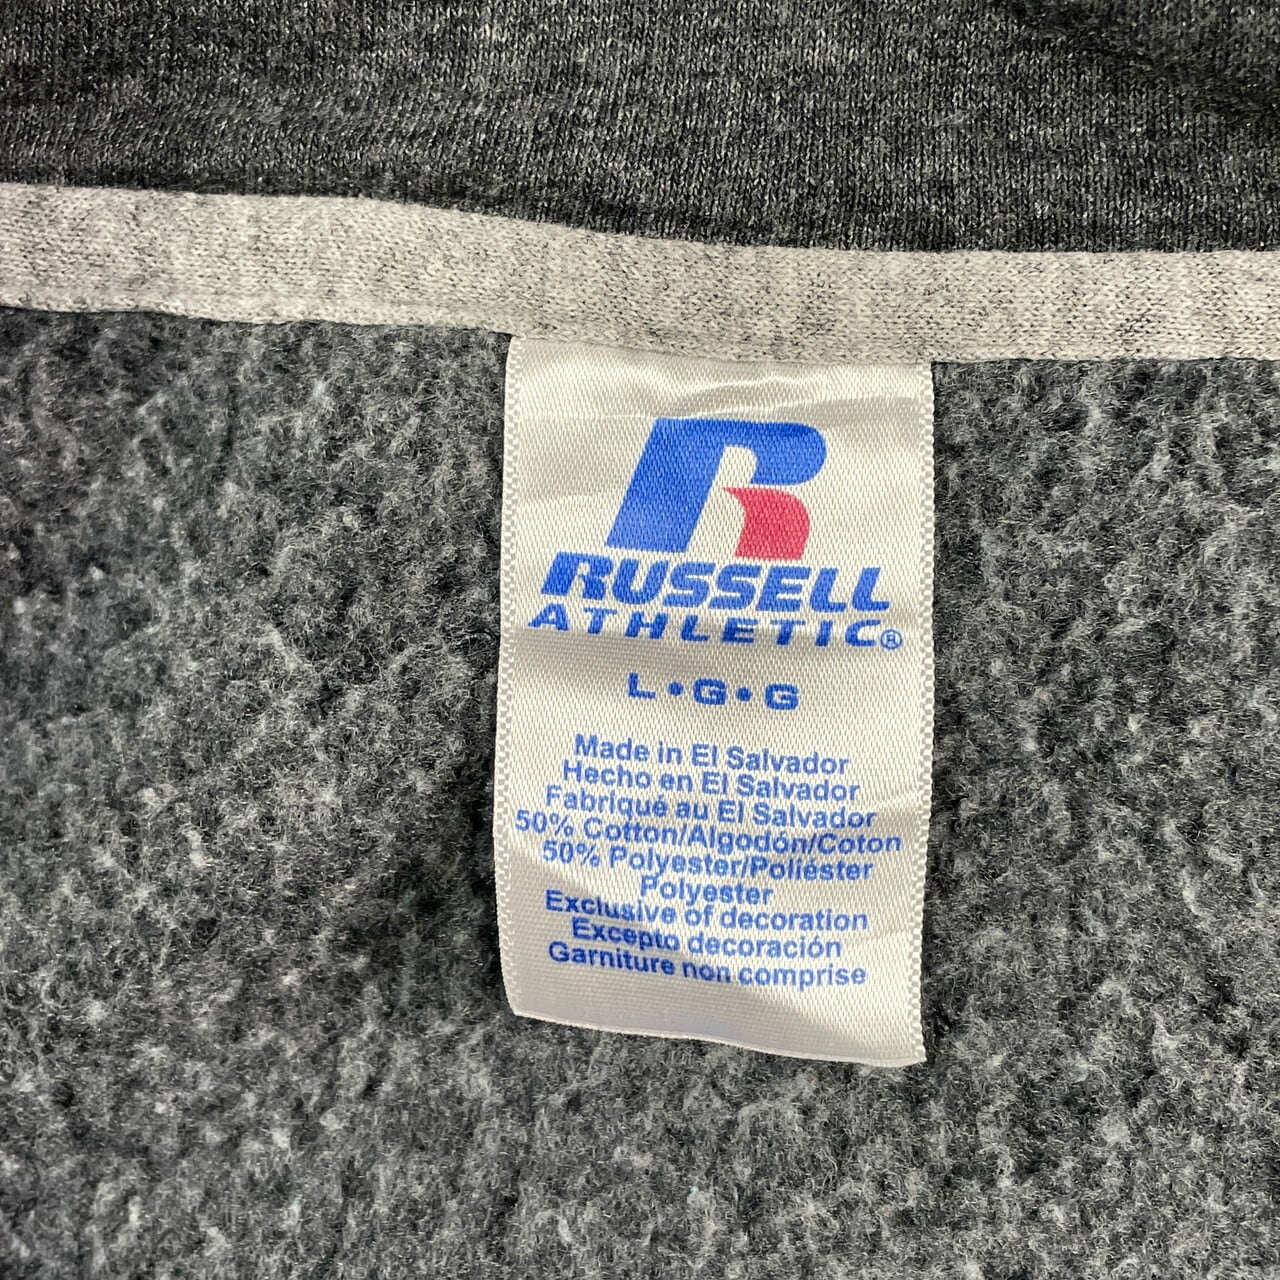 R
RUSSELL
ATHLETIC®
L•G•G
Made in El Salvador
Hecho en El Salvador
Fabriqué au El Salvador
50% Cotton/Algodón/Coton
50% Polyester/Poliéster
Polyester
Exclusive of decoration
Excepto decoración
Garniture non comprise